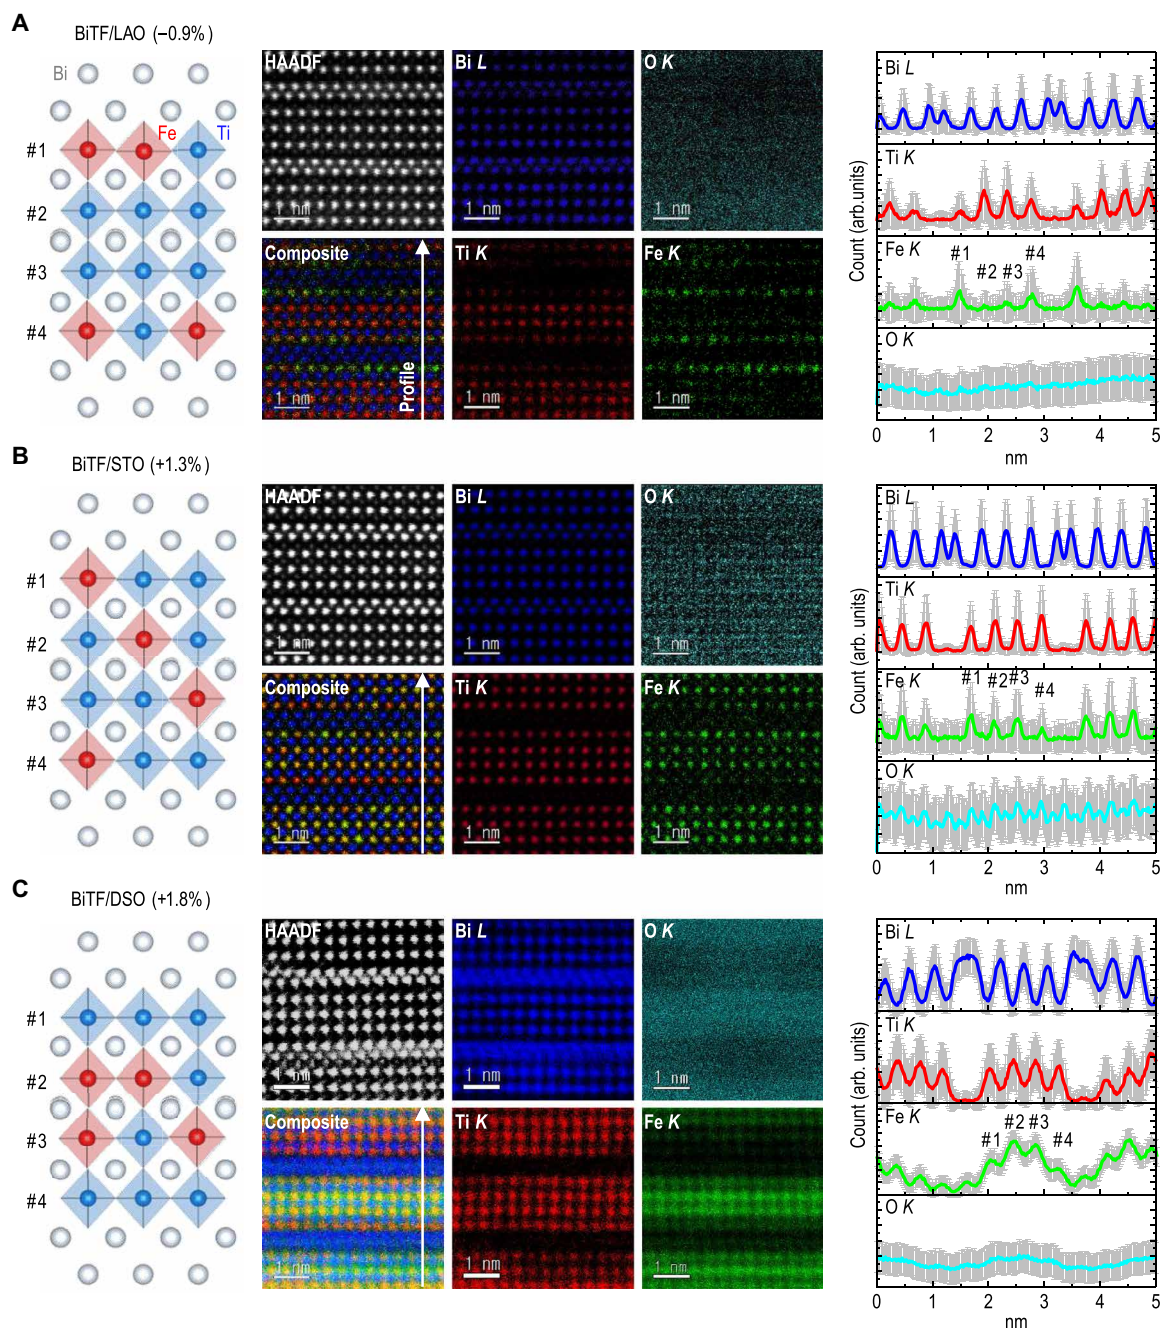 A
BiTF/LAO (−0.9%)
Bi
Fe
Ti
#1
#2
#3
#4
HAADF
1 nm
Bi L
1 nm
O K
1 nm
Composite
1 nm
Profile
Ti K
1 nm
Fe K
1 nm
Count (arb.units)
Bi L
Ti K
Fe K
#1
#2
#3
#4
O K
0 1 2 3 4 5
nm
B
BiTF/STO (+1.3%)
#1
#2
#3
#4
HAADF
1 nm
Bi L
1 nm
O K
1 nm
Composite
1 nm
Ti K
1 nm
Fe K
1 nm
Count (arb. units)
Bi L
Ti K
Fe K
#1
#2
#3
#4
O K
0 1 2 3 4 5
nm
C
BiTF/DSO (+1.8%)
#1
#2
#3
#4
HAADF
1 nm
Bi L
1 nm
O K
1 nm
Composite
1 nm
Ti K
1 nm
Fe K
1 nm
Count (arb. units)
Bi L
Ti K
Fe K
#1
#2
#3
#4
O K
0 1 2 3 4 5
nm